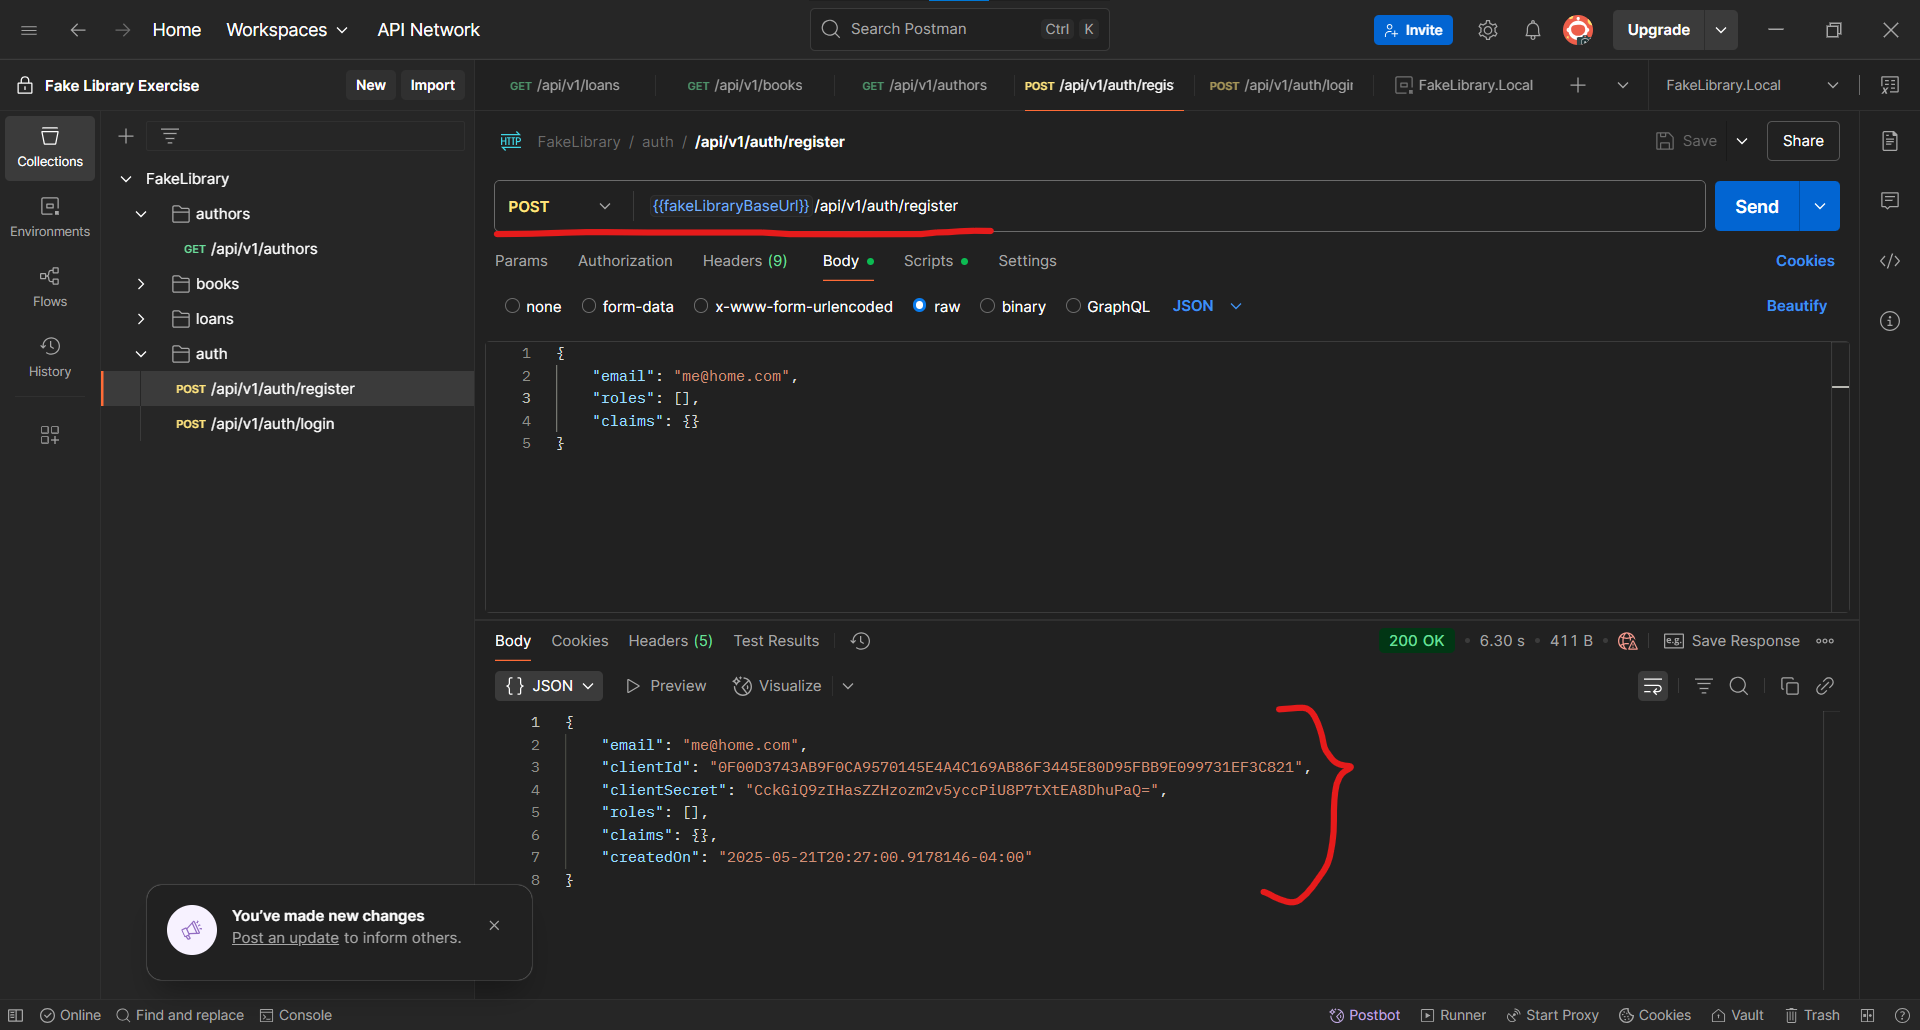 Home Workspaces API Network Search Postman Ctrl K Invite Upgrade
Fake Library Exercise New Import
GET /api/v1/loans GET /api/v1/books GET /api/v1/authors POST /api/v1/auth/regis POST /api/v1/auth/login FakeLibrary.Local FakeLibrary.Local
Collections
Environments
Flows
History
FakeLibrary
authors
GET /api/v1/authors
books
loans
auth
POST /api/v1/auth/register
POST /api/v1/auth/login
HTTP FakeLibrary / auth / /api/v1/auth/register Save Share
POST {{fakeLibraryBaseUrl}} /api/v1/auth/register Send
Params Authorization Headers (9) Body Scripts Settings Cookies
none form-data x-www-form-urlencoded raw binary GraphQL JSON Beautify
1 {
2 "email": "me@home.com",
3 "roles": [],
4 "claims": {}
5 }
Body Cookies Headers (5) Test Results 200 OK 6.30 s 411 B e.g. Save Response
{} JSON Preview Visualize
1 {
2 "email": "me@home.com",
3 "clientId": "0F00D3743AB9F0CA9570145E4A4C169AB86F3445E80D95FBB9E099731EF3C821",
4 "clientSecret": "CckGiQ9zIHasZZHzozm2v5yccPiU8P7tXtEA8DhuPaQ=",
5 "roles": [],
6 "claims": {},
7 "createdOn": "2025-05-21T20:27:00.9178146-04:00"
8 }
You've made new changes
Post an update to inform others.
Online Find and replace Console Postbot Runner Start Proxy Cookies Vault Trash